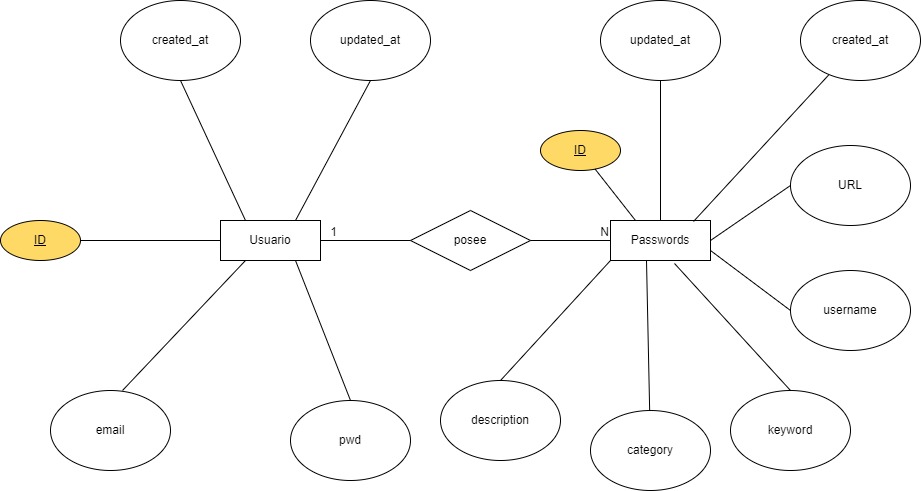 created_at
updated_at
updated_at
created_at
ID
URL
ID
Usuario
1
posee
N
Passwords
username
email
pwd
description
category
keyword